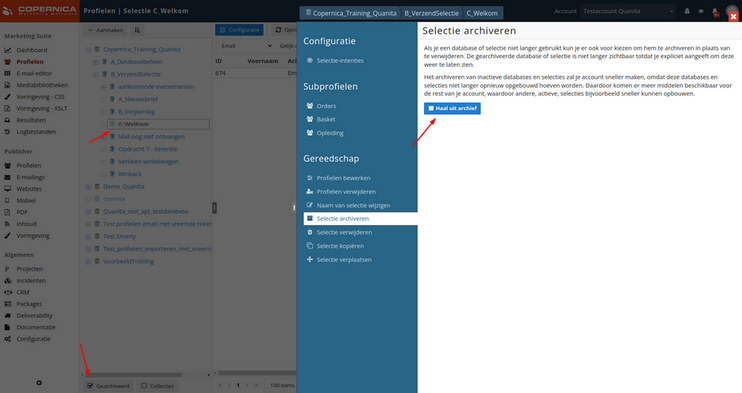 COPERNICA
Marketing Suite
Dashboard
Profielen
E-mail-editor
Mediabibliotheken
Vormgeving - CSS
Vormgeving - XSLT
Resultaten
Logbestanden
Publisher
Profielen
E-mailings
Websites
Mobiel
PDF
Inhoud
Vormgeving
Algemeen
Projecten
Incidenten
CRM
Packages
Deliverability
Documentatie
Configuratie
Profielen | Selectie C_Welkom
Aanmaken
Copernica_Training_Quanita
A_Databasebeheer
B_VerzendSelectie
aankomende evenementen
A_Nieuwsbrief
B_Verjaardag
C_Welkom
Mail nog niet ontvangen
Opdracht 7 - Retentie
Verlaten winkelwagen
Winback
Demo_Quanita
Quanita_rest_api_testdatabase
Test profielen email met vreemde teken
Test Smarty
Test_profielen_importeren_met_vreemd
VoorbeeldTraining
Gearchiveerd
Collecties
Configuratie
Email
ID Voornaam
674
1
100 items
Copernica_Training_Quanita B_VerzendSelectie C_Welkom
Account
Testaccount Quanita
Configuratie
Selectie-intenties
Subprofielen
Orders
Basket
Opleiding
Gereedschap
Profielen bewerken
Profielen verwijderen
Naam van selectie wijzigen
Selectie archiveren
Selectie verwijderen
Selectie kopiëren
Selectie verplaatsen
Selectie archiveren
Als je een database of selectie niet langer gebruikt kun je er ook voor kiezen om hem te archiveren in plaats van
te verwijderen. De gearchiveerde database of selectie is niet langer zichtbaar totdat je expliciet aangeeft om deze
weer te laten zien.
Het archiveren van inactieve databases en selecties zal je account sneller maken, omdat deze databases en
selecties niet langer opnieuw opgebouwd hoeven worden. Daardoor komen er meer middelen beschikbaar voor
de rest van je account, waardoor andere, actieve, selecties bijvoorbeeld sneller kunnen opbouwen.
Haal uit archief